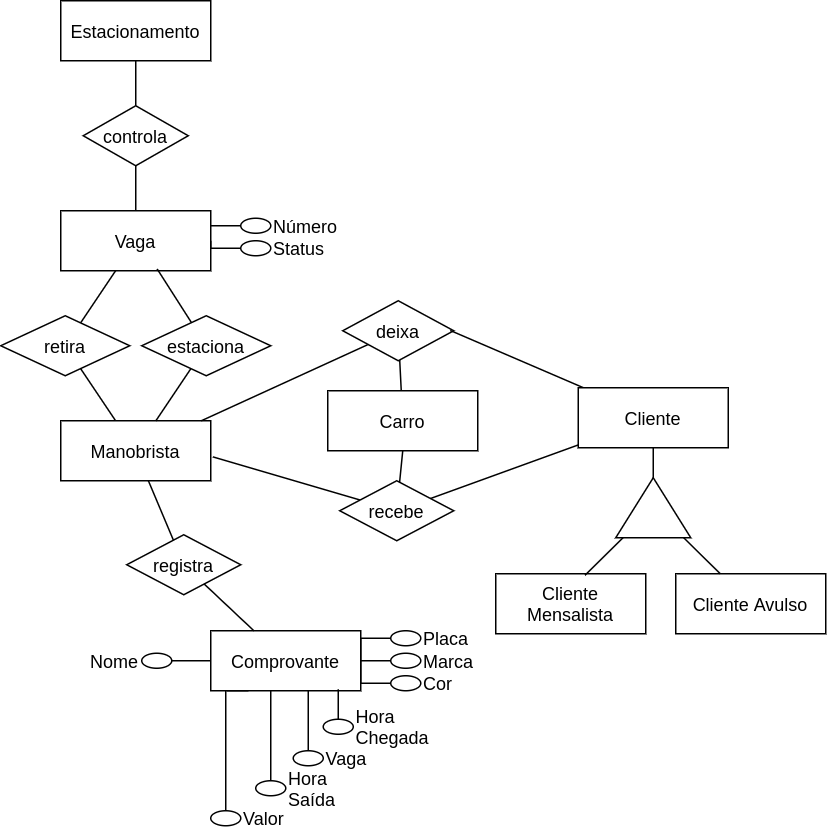 Estacionamento
controla
Vaga
Número
Status
retira
estaciona
deixa
Manobrista
Carro
Cliente
recebe
registra
Cliente
Mensalista
Cliente Avulso
Nome
Comprovante
Placa
Marca
Cor
Hora
Chegada
Vaga
Hora
Saída
Valor